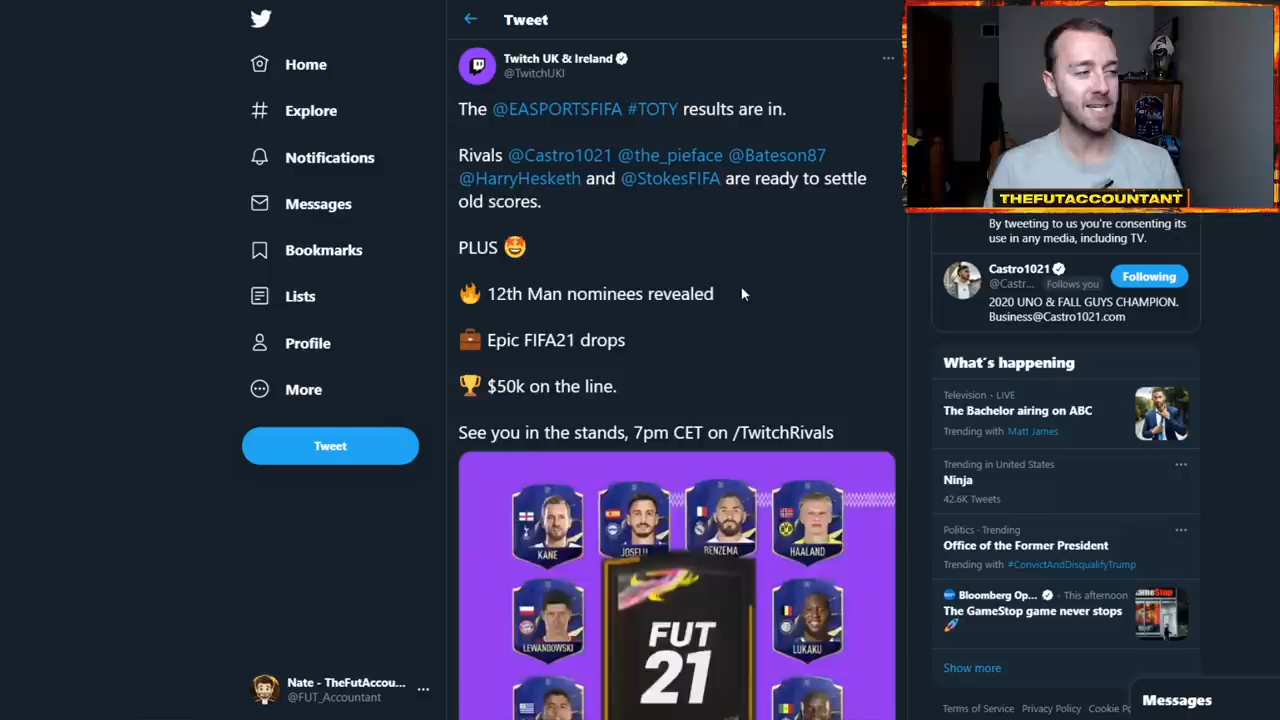 Home
Explore
Notifications
Messages
Bookmarks
Lists
Profile
More
Tweet
Nate - TheFutAccou...
@FUT_Accountant
Tweet
Twitch UK & Ireland
@TwitchUKI
The @EASPORTSFIFA #TOTY results are in.
Rivals @Castro1021 @the_pieface @Bateson87
@HarryHesketh and @StokesFIFA are ready to settle
old scores.
PLUS 🤩
🔥 12th Man nominees revealed
💼 Epic FIFA21 drops
🏆 $50k on the line.
See you in the stands, 7pm CET on /TwitchRivals
KANE
JOSELU
BENZEMA
HAALAND
LEWANDOWSKI
LUKAKU
FUT
21
THEFUTACCOUNTANT
By tweeting to us you're consenting its
use in any media, including TV.
Castro1021
@Castr... Follows you
Following
2020 UNO & FALL GUYS CHAMPION.
Business@Castro1021.com
What's happening
Television · LIVE
The Bachelor airing on ABC
Trending with Matt James
Trending in United States
Ninja
42.6K Tweets
Politics · Trending
Office of the Former President
Trending with #ConvictAndDisqualifyTrump
Bloomberg Op... · This afternoon
The GameStop game never stops
🚀
GameStop
Show more
Terms of Service Privacy Policy Cookie Po
Messages